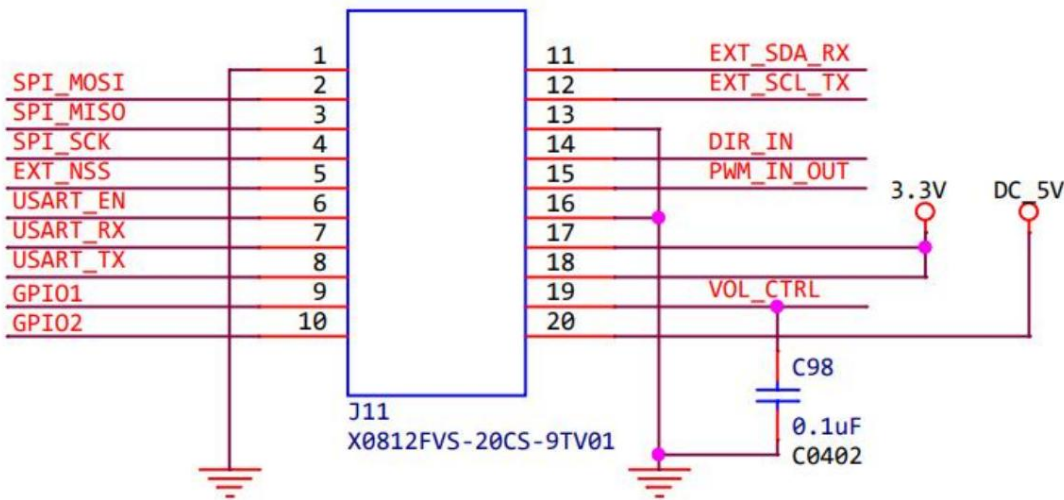 1
SPI_MOSI 2
SPI_MISO 3
SPI_SCK 4
EXT_NSS 5
USART_EN 6
USART_RX 7
USART_TX 8
GPIO1 9
GPIO2 10
11 EXT_SDA_RX
12 EXT_SCL_TX
13
14 DIR_IN
15 PWM_IN_OUT
16
17
18
19 VOL_CTRL
20
3.3V DC_5V
C98
0.1uF
C0402
J11
X0812FVS-20CS-9TV01